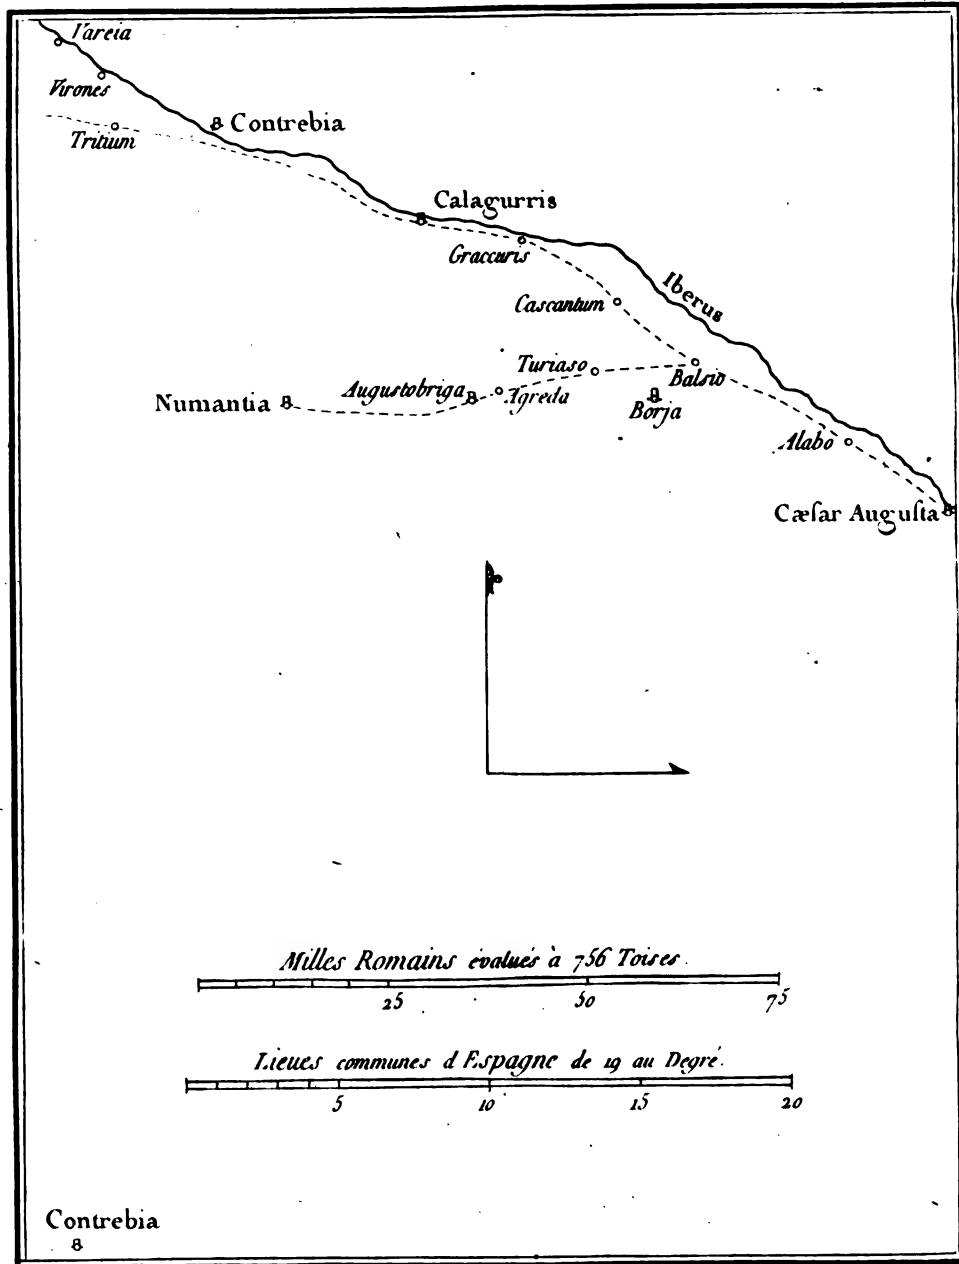 Vareia
Virones
Tritium
Contrebia
Calagurris
Graccuris
Iberus
Cascantum
Turiaso
Balsio
Augustobriga
Agreda
Numantia
Borja
Alabo
Cæſar Auguſta
Milles Romains évalués à 756 Toises.
25 50 75
Lieues communes d'Espagne de 19 au Degré.
5 10 15 20
Contrebia